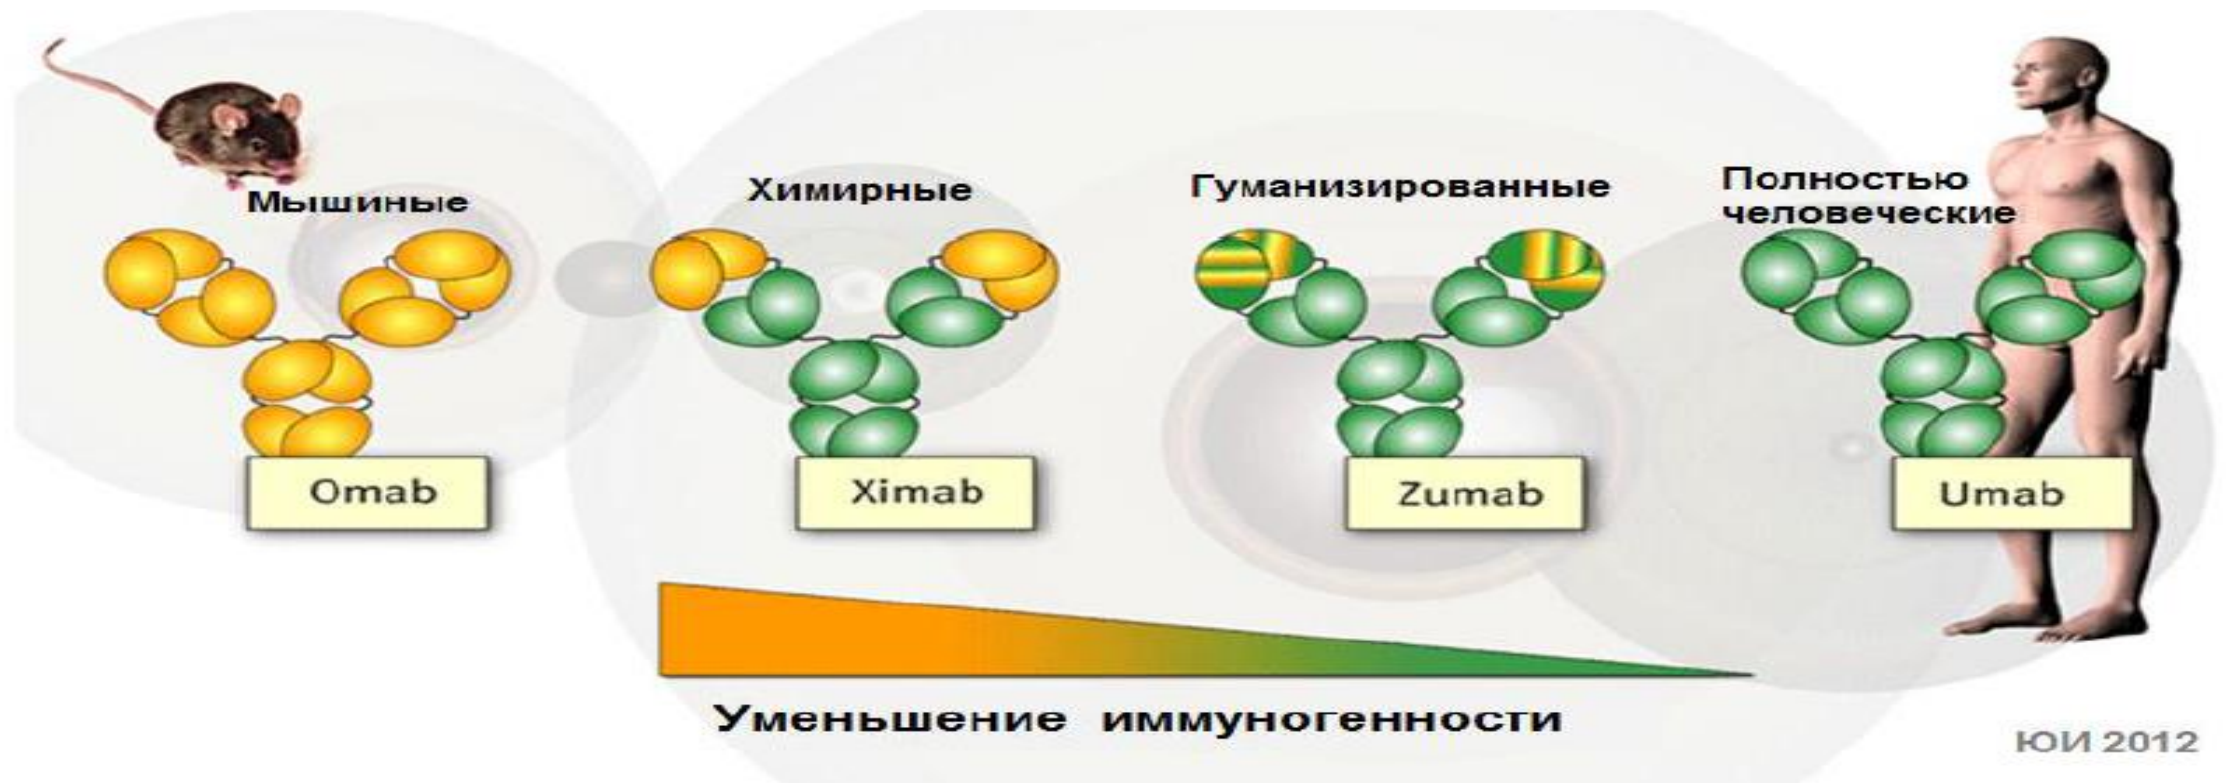 Мышиные
Химирные
Гуманизированные
Полностью
человеческие
Omab
Ximab
Zumab
Umab
Уменьшение иммуногенности
ЮИ 2012